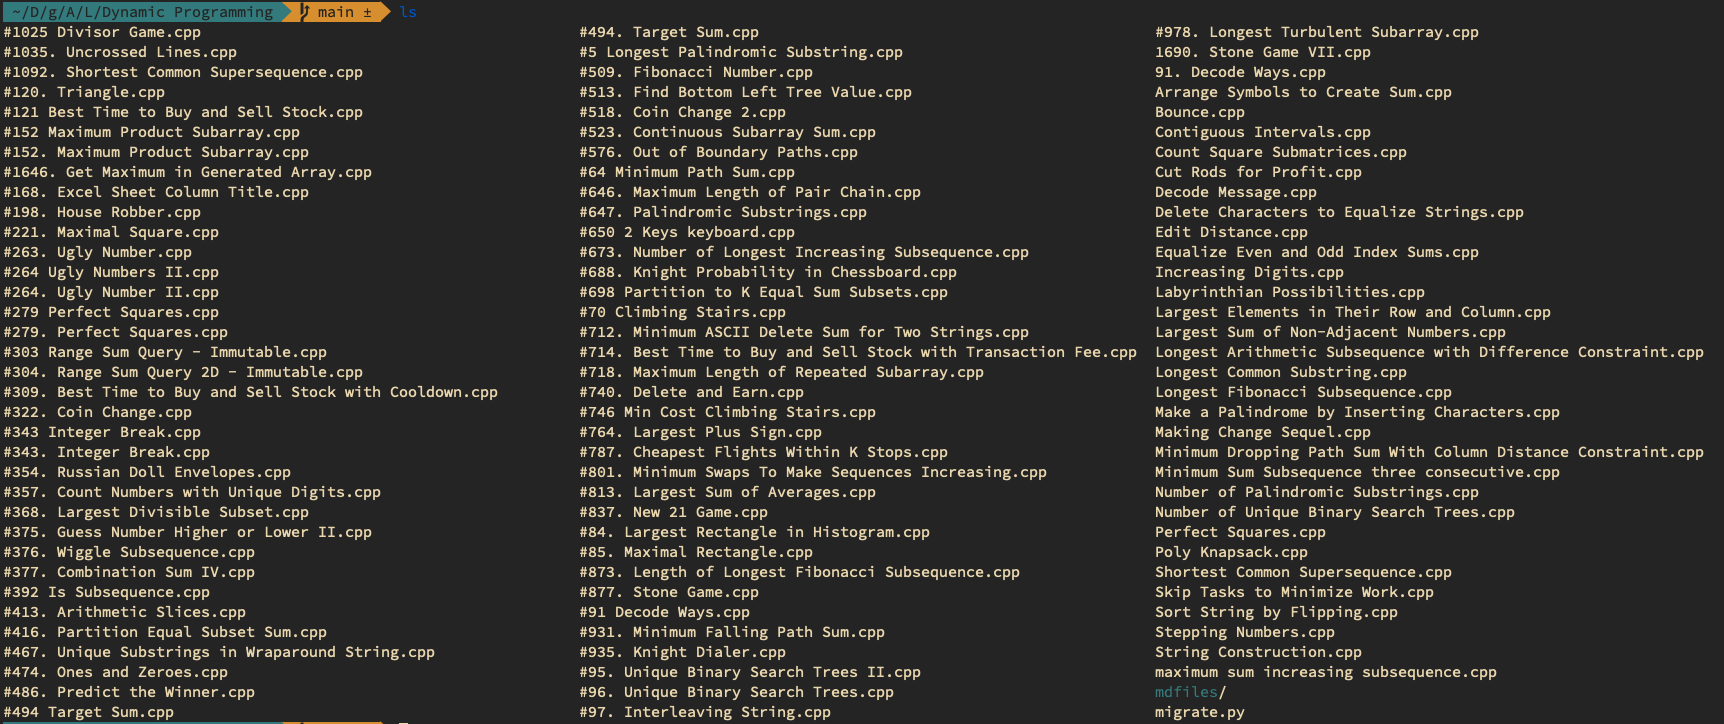 ~/D/g/A/L/Dynamic Programming main ± ls
#1025 Divisor Game.cpp
#1035. Uncrossed Lines.cpp
#1092. Shortest Common Supersequence.cpp
#120. Triangle.cpp
#121 Best Time to Buy and Sell Stock.cpp
#152 Maximum Product Subarray.cpp
#152. Maximum Product Subarray.cpp
#1646. Get Maximum in Generated Array.cpp
#168. Excel Sheet Column Title.cpp
#198. House Robber.cpp
#221. Maximal Square.cpp
#263. Ugly Number.cpp
#264 Ugly Numbers II.cpp
#264. Ugly Number II.cpp
#279 Perfect Squares.cpp
#279. Perfect Squares.cpp
#303 Range Sum Query - Immutable.cpp
#304. Range Sum Query 2D - Immutable.cpp
#309. Best Time to Buy and Sell Stock with Cooldown.cpp
#322. Coin Change.cpp
#343 Integer Break.cpp
#343. Integer Break.cpp
#354. Russian Doll Envelopes.cpp
#357. Count Numbers with Unique Digits.cpp
#368. Largest Divisible Subset.cpp
#375. Guess Number Higher or Lower II.cpp
#376. Wiggle Subsequence.cpp
#377. Combination Sum IV.cpp
#392 Is Subsequence.cpp
#413. Arithmetic Slices.cpp
#416. Partition Equal Subset Sum.cpp
#467. Unique Substrings in Wraparound String.cpp
#474. Ones and Zeroes.cpp
#486. Predict the Winner.cpp
#494 Target Sum.cpp
#494. Target Sum.cpp
#5 Longest Palindromic Substring.cpp
#509. Fibonacci Number.cpp
#513. Find Bottom Left Tree Value.cpp
#518. Coin Change 2.cpp
#523. Continuous Subarray Sum.cpp
#576. Out of Boundary Paths.cpp
#64 Minimum Path Sum.cpp
#646. Maximum Length of Pair Chain.cpp
#647. Palindromic Substrings.cpp
#650 2 Keys keyboard.cpp
#673. Number of Longest Increasing Subsequence.cpp
#688. Knight Probability in Chessboard.cpp
#698 Partition to K Equal Sum Subsets.cpp
#70 Climbing Stairs.cpp
#712. Minimum ASCII Delete Sum for Two Strings.cpp
#714. Best Time to Buy and Sell Stock with Transaction Fee.cpp
#718. Maximum Length of Repeated Subarray.cpp
#740. Delete and Earn.cpp
#746 Min Cost Climbing Stairs.cpp
#764. Largest Plus Sign.cpp
#787. Cheapest Flights Within K Stops.cpp
#801. Minimum Swaps To Make Sequences Increasing.cpp
#813. Largest Sum of Averages.cpp
#837. New 21 Game.cpp
#84. Largest Rectangle in Histogram.cpp
#85. Maximal Rectangle.cpp
#873. Length of Longest Fibonacci Subsequence.cpp
#877. Stone Game.cpp
#91 Decode Ways.cpp
#931. Minimum Falling Path Sum.cpp
#935. Knight Dialer.cpp
#95. Unique Binary Search Trees II.cpp
#96. Unique Binary Search Trees.cpp
#97. Interleaving String.cpp
#978. Longest Turbulent Subarray.cpp
1690. Stone Game VII.cpp
91. Decode Ways.cpp
Arrange Symbols to Create Sum.cpp
Bounce.cpp
Contiguous Intervals.cpp
Count Square Submatrices.cpp
Cut Rods for Profit.cpp
Decode Message.cpp
Delete Characters to Equalize Strings.cpp
Edit Distance.cpp
Equalize Even and Odd Index Sums.cpp
Increasing Digits.cpp
Labyrinthian Possibilities.cpp
Largest Elements in Their Row and Column.cpp
Largest Sum of Non-Adjacent Numbers.cpp
Longest Arithmetic Subsequence with Difference Constraint.cpp
Longest Common Substring.cpp
Longest Fibonacci Subsequence.cpp
Make a Palindrome by Inserting Characters.cpp
Making Change Sequel.cpp
Minimum Dropping Path Sum With Column Distance Constraint.cpp
Minimum Sum Subsequence three consecutive.cpp
Number of Palindromic Substrings.cpp
Number of Unique Binary Search Trees.cpp
Perfect Squares.cpp
Poly Knapsack.cpp
Shortest Common Supersequence.cpp
Skip Tasks to Minimize Work.cpp
Sort String by Flipping.cpp
Stepping Numbers.cpp
String Construction.cpp
maximum sum increasing subsequence.cpp
mdfiles/
migrate.py